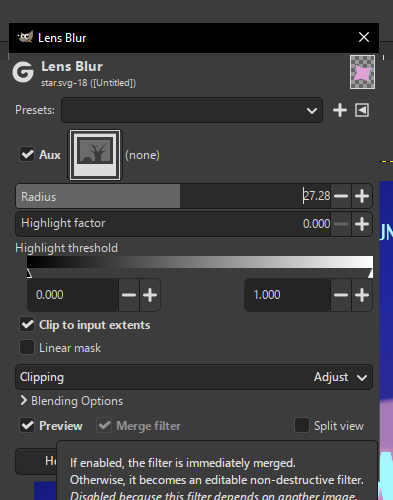 Lens Blur
Lens Blur
star.svg-18 ([Untitled])
Presets:
Aux
(none)
Radius 27.28
Highlight factor 0.000
Highlight threshold
0.000 1.000
Clip to input extents
Linear mask
Clipping Adjust
Blending Options
Preview Merge filter Split view
If enabled, the filter is immediately merged.
Otherwise, it becomes an editable non-destructive filter.
Disabled because this filter depends on another image.